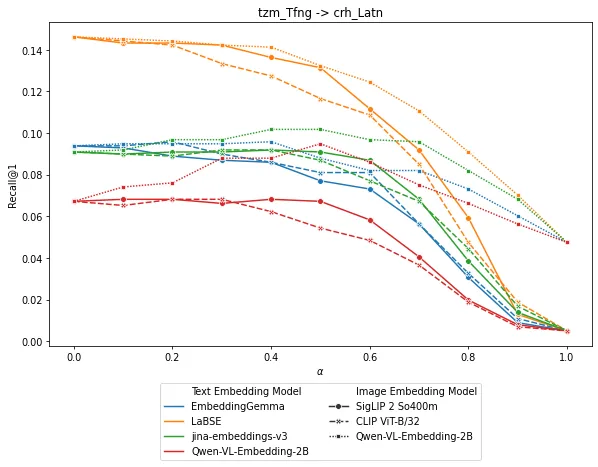 tzm_Tfng -> crh_Latn
0.14
0.12
0.10
0.08
0.06
0.04
0.02
0.00
Recall@1
0.0 0.2 0.4 0.6 0.8 1.0
α
Text Embedding Model Image Embedding Model
EmbeddingGemma SigLIP 2 So400m
LaBSE CLIP ViT-B/32
jina-embeddings-v3 Qwen-VL-Embedding-2B
Qwen-VL-Embedding-2B